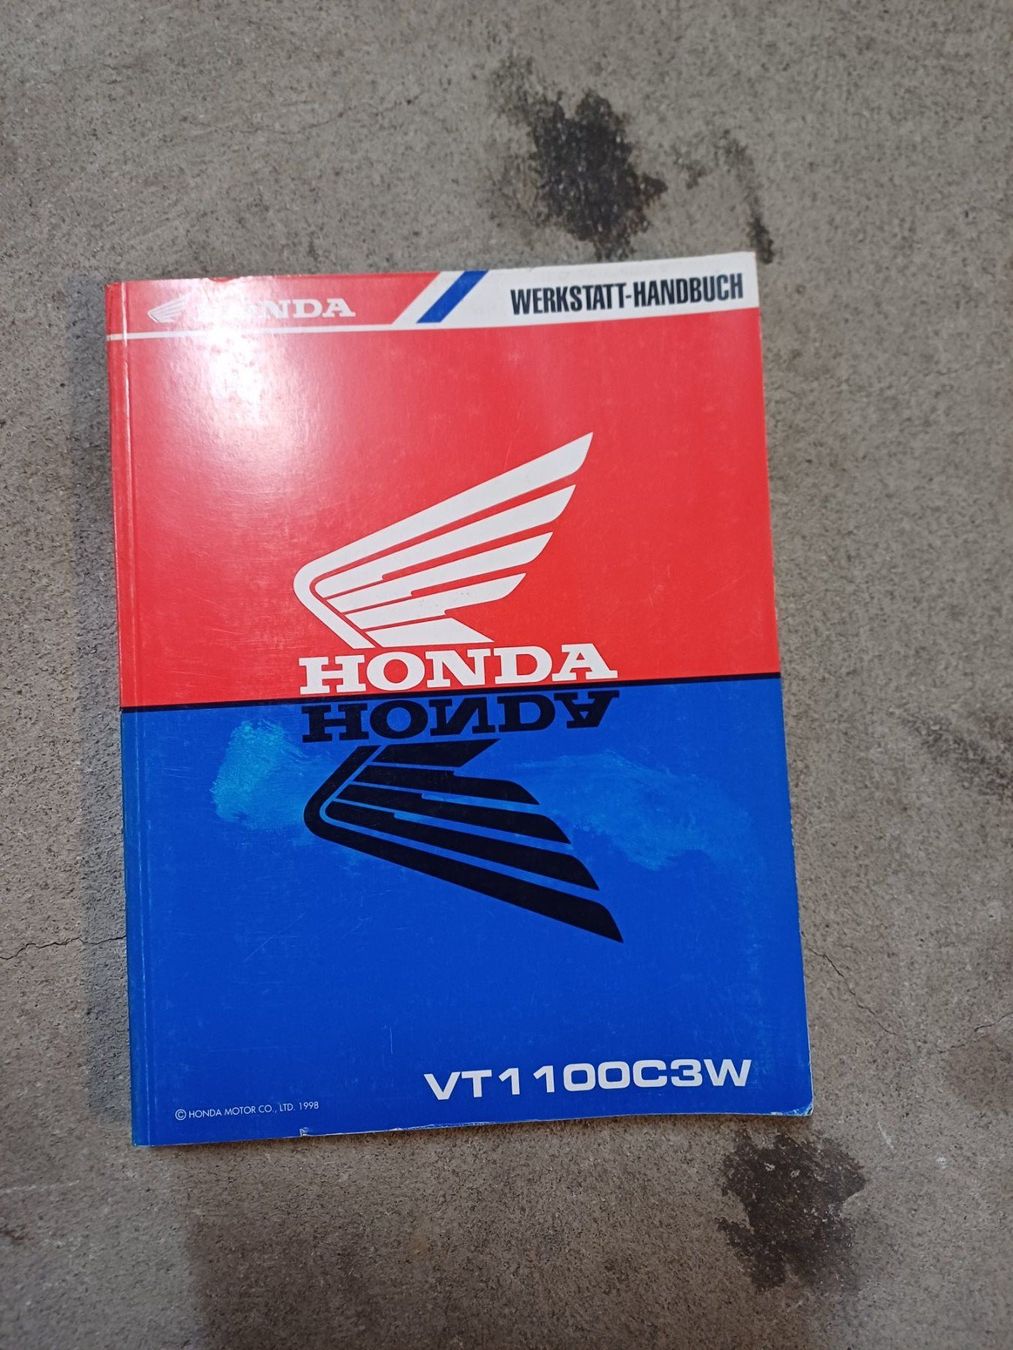 HONDA
WERKSTATT-HANDBUCH
HONDA
HONDA
VT1100C3W
© HONDA MOTOR CO., LTD. 1998